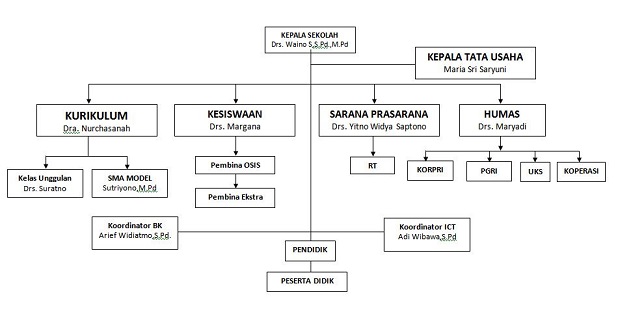 KEPALA SEKOLAH
Drs. Waino S,S.Pd.,M.Pd
KEPALA TATA USAHA
Maria Sri Saryuni
KURIKULUM
Dra. Nurchasanah
KESISWAAN
Drs. Margana
SARANA PRASARANA
Drs. Yitno Widya Saptono
HUMAS
Drs. Maryadi
Kelas Unggulan
Drs. Suratno
SMA MODEL
Sutriyono,M.Pd
Pembina OSIS
Pembina Ekstra
RT
KORPRI
PGRI
UKS
KOPERASI
Koordinator BK
Arief Widiatmo,S.Pd.
Koordinator ICT
Adi Wibawa,S.Pd
PENDIDIK
PESERTA DIDIK